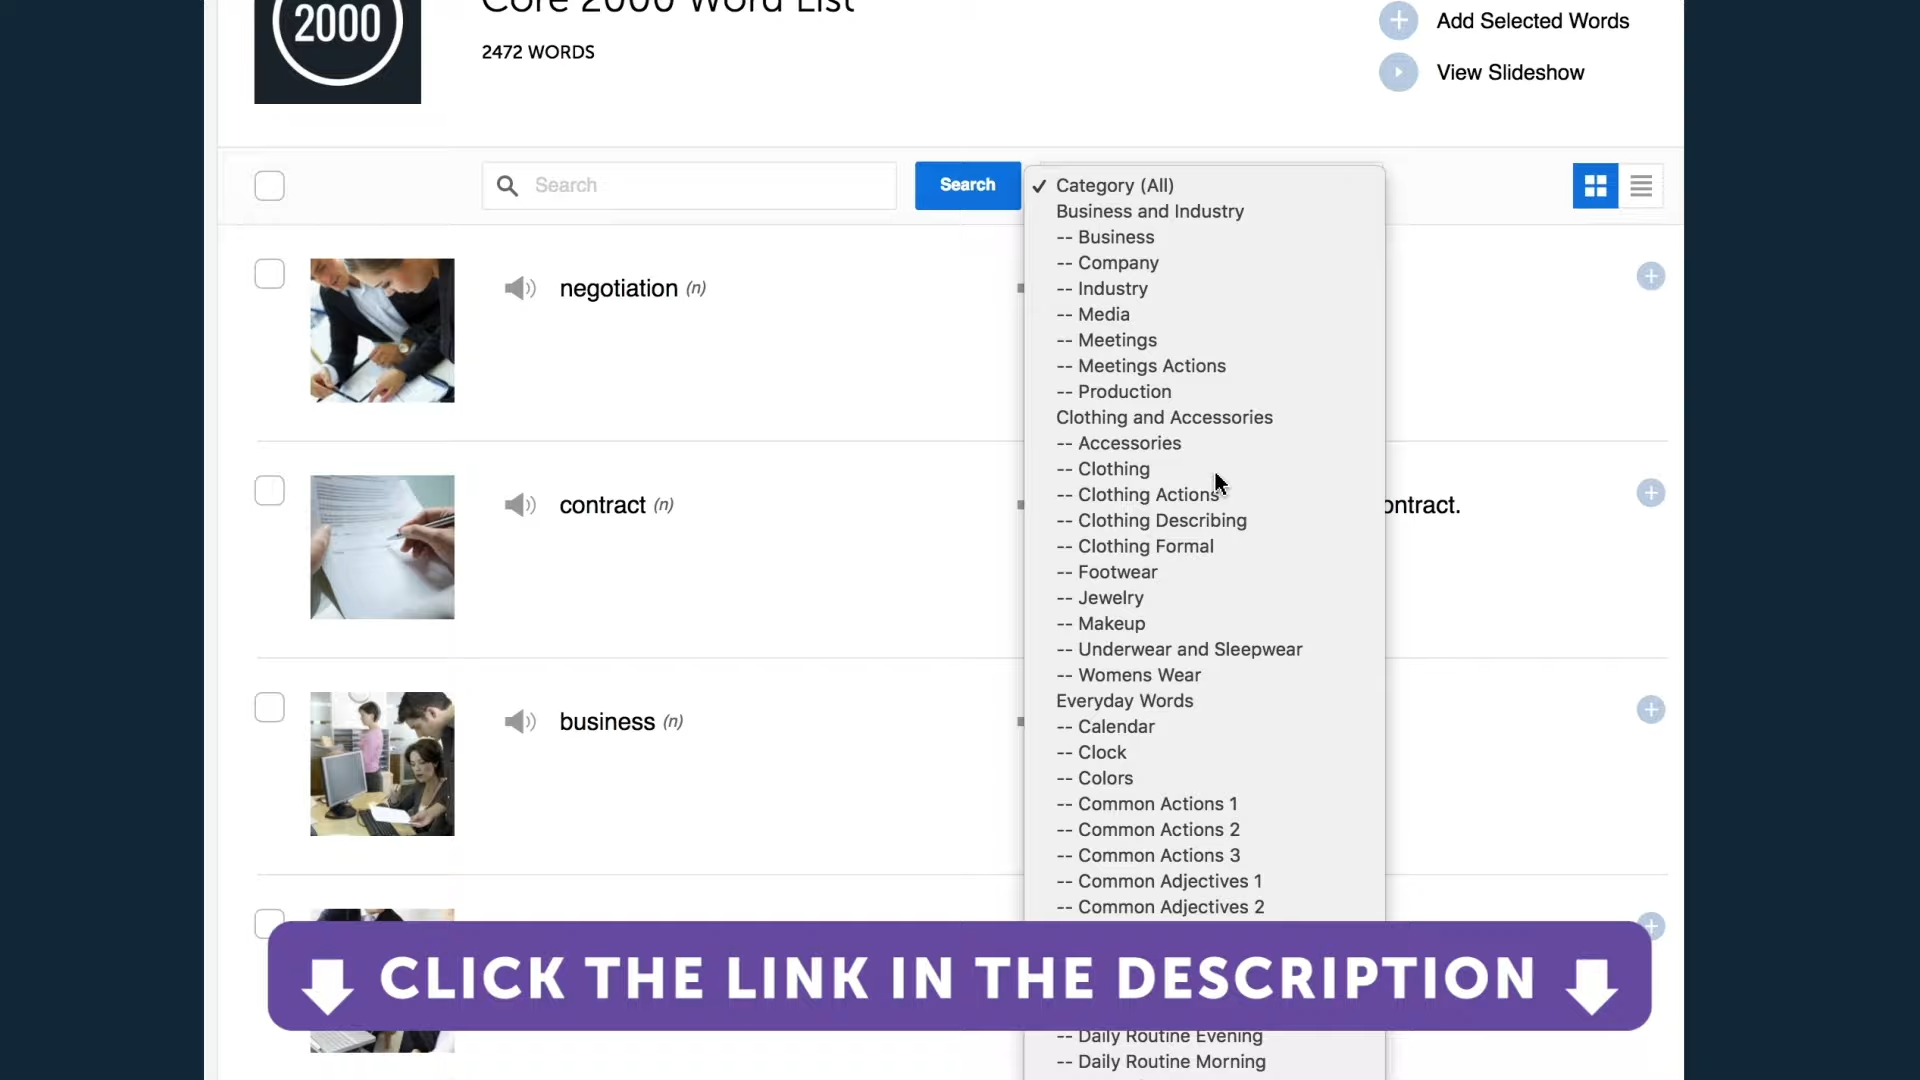 2000
Core 2000 Word List
2472 WORDS
Add Selected Words
View Slideshow
Search
Search
✓ Category (All)
Business and Industry
-- Business
-- Company
-- Industry
-- Media
-- Meetings
-- Meetings Actions
-- Production
Clothing and Accessories
-- Accessories
-- Clothing
-- Clothing Actions
-- Clothing Describing
-- Clothing Formal
-- Footwear
-- Jewelry
-- Makeup
-- Underwear and Sleepwear
-- Womens Wear
Everyday Words
-- Calendar
-- Clock
-- Colors
-- Common Actions 1
-- Common Actions 2
-- Common Actions 3
-- Common Adjectives 1
-- Common Adjectives 2
-- Daily Routine Evening
-- Daily Routine Morning
negotiation (n)
contract (n)
ontract.
business (n)
CLICK THE LINK IN THE DESCRIPTION